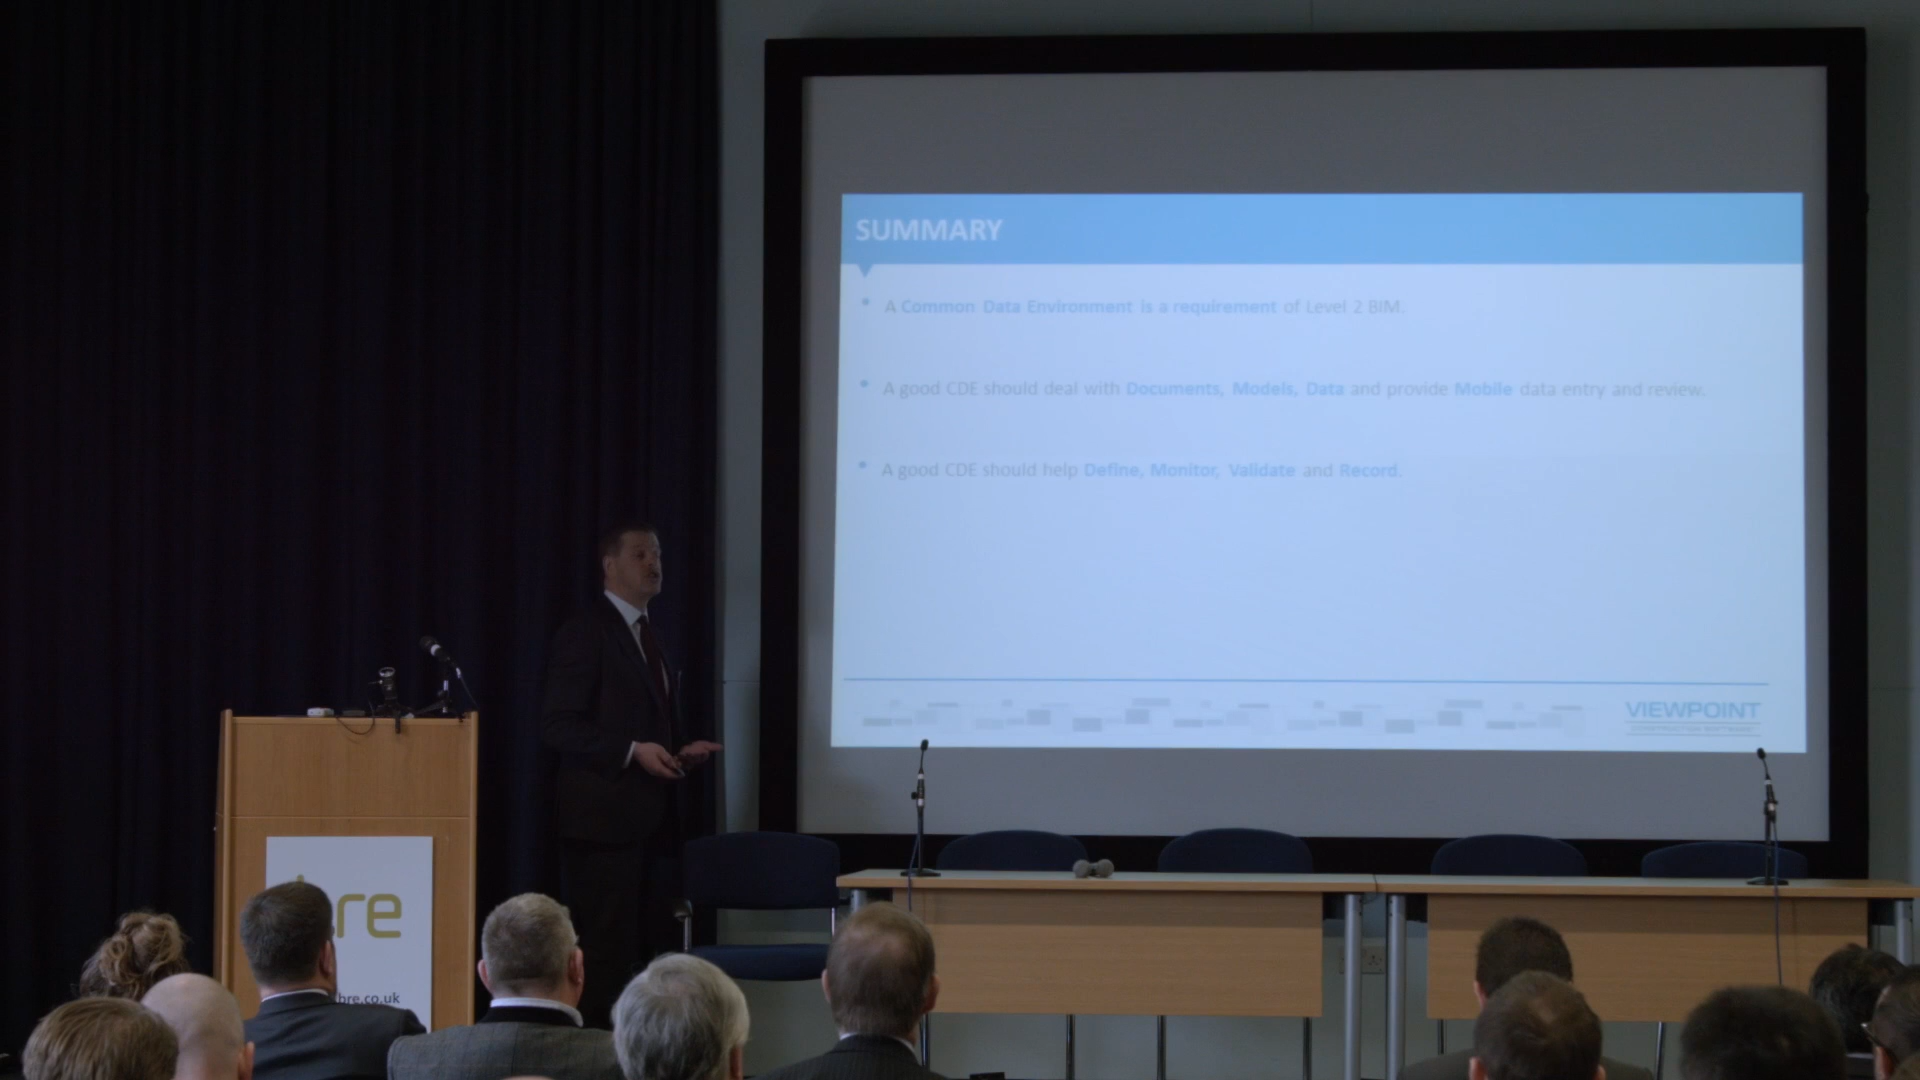 SUMMARY
• A Common Data Environment is a requirement of Level 2 BIM.
• A good CDE should deal with Documents, Models, Data and provide Mobile data entry and review.
• A good CDE should help Define, Monitor, Validate and Record.
VIEWPOINT
CONSTRUCTION SOFTWARE
bre
bre.co.uk